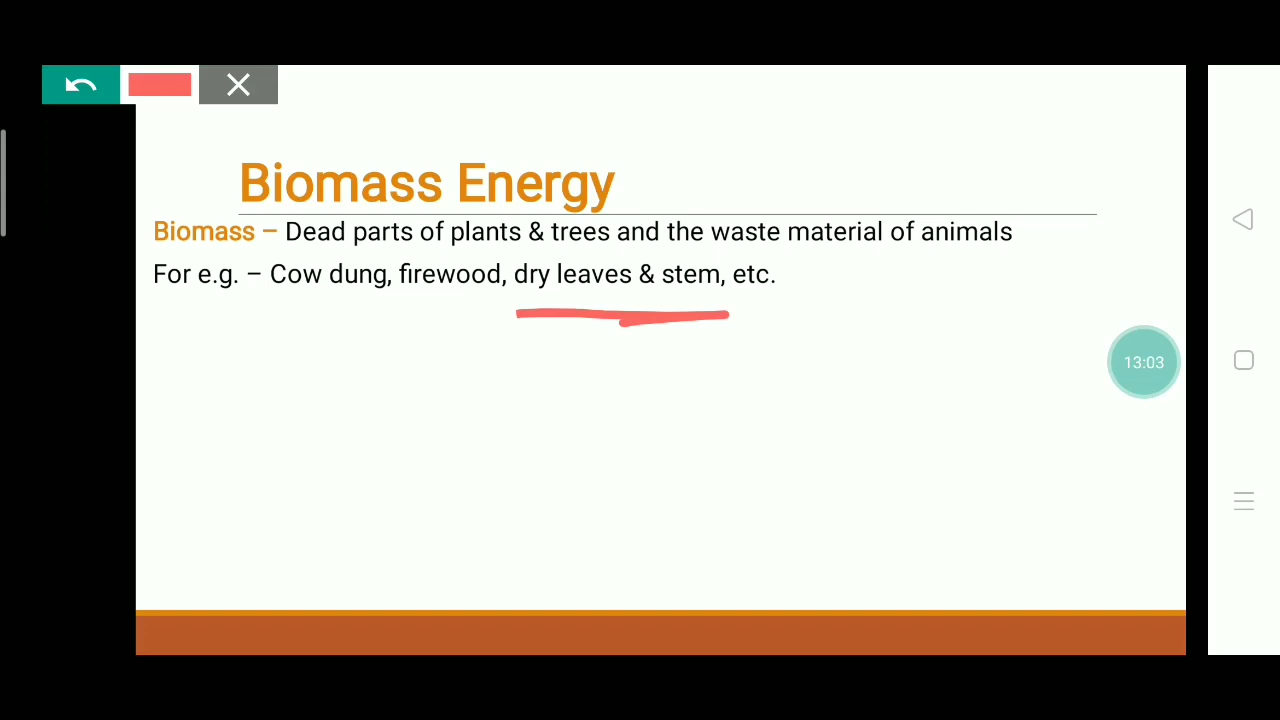 Biomass Energy
Biomass – Dead parts of plants & trees and the waste material of animals
For e.g. – Cow dung, firewood, dry leaves & stem, etc.
13:03